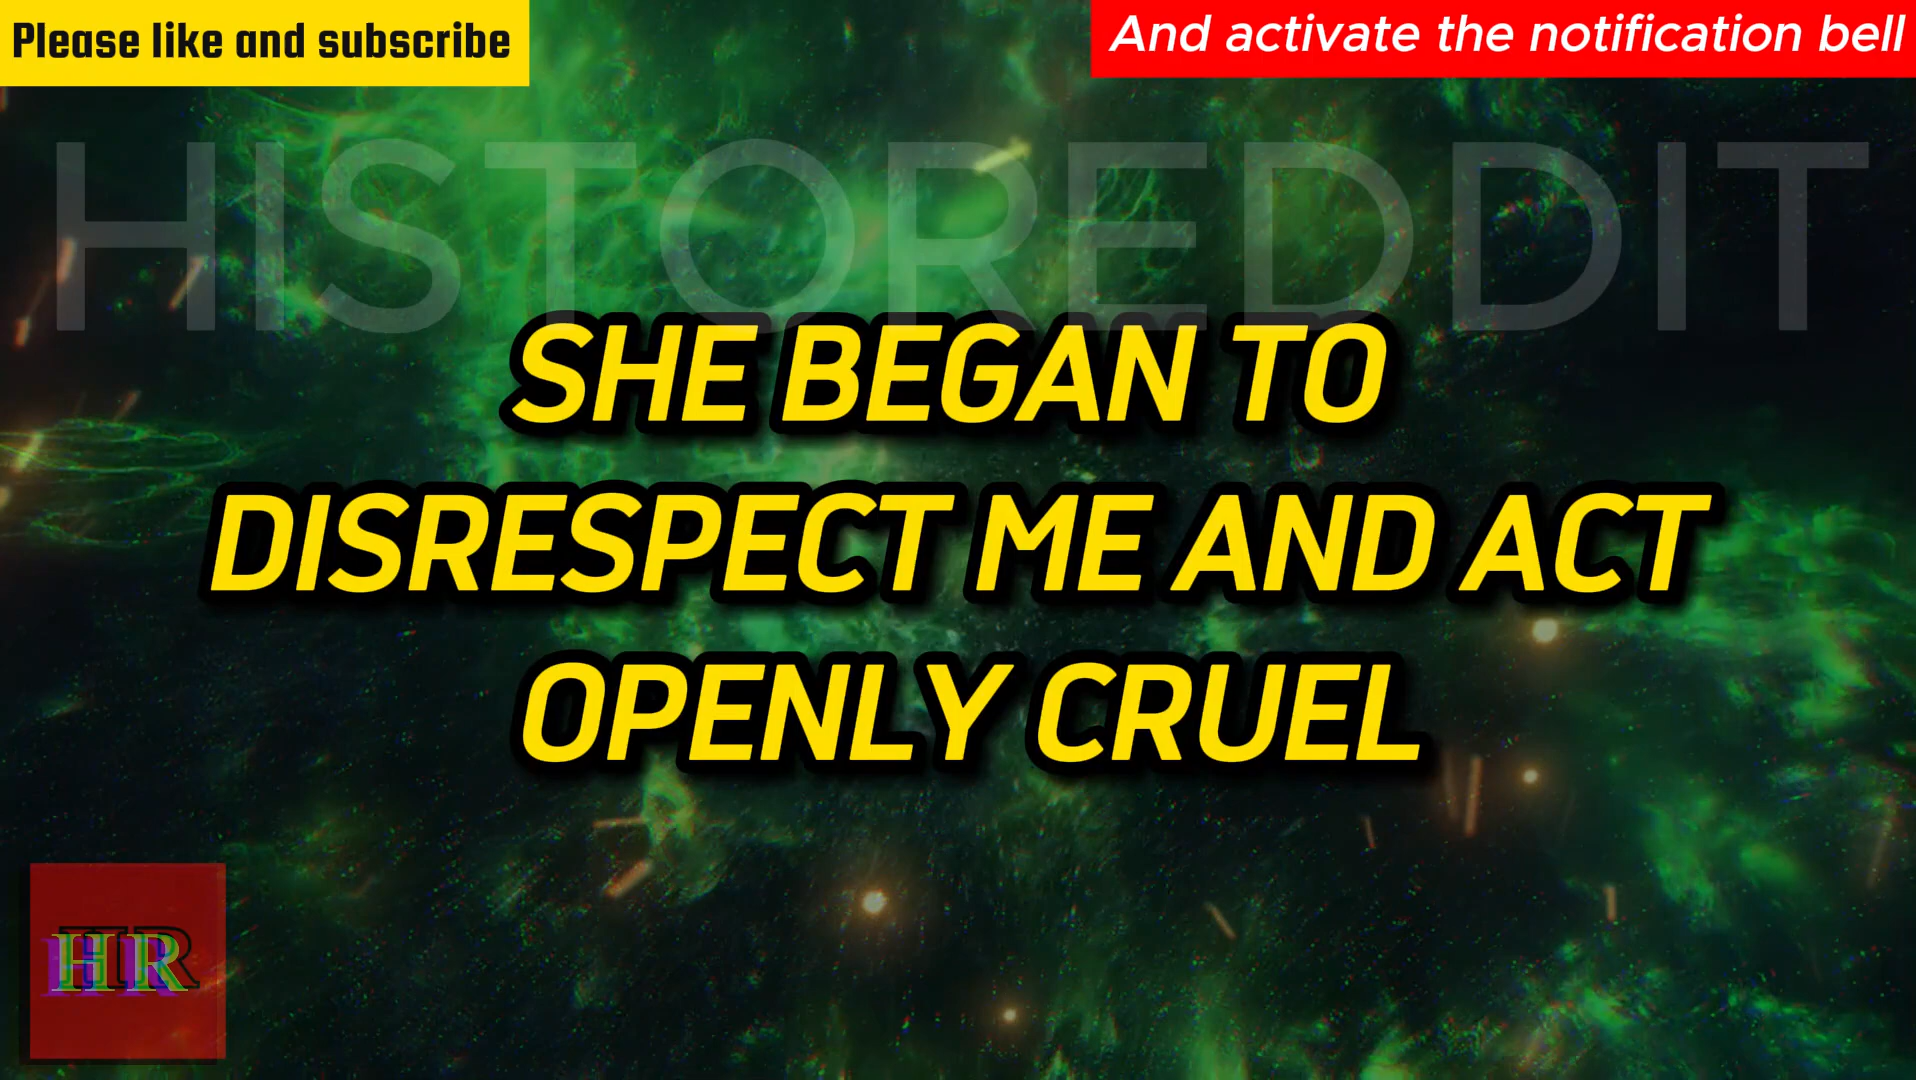 Please like and subscribe
And activate the notification bell
HISTOREDDIT
SHE BEGAN TO
DISRESPECT ME AND ACT
OPENLY CRUEL
HR